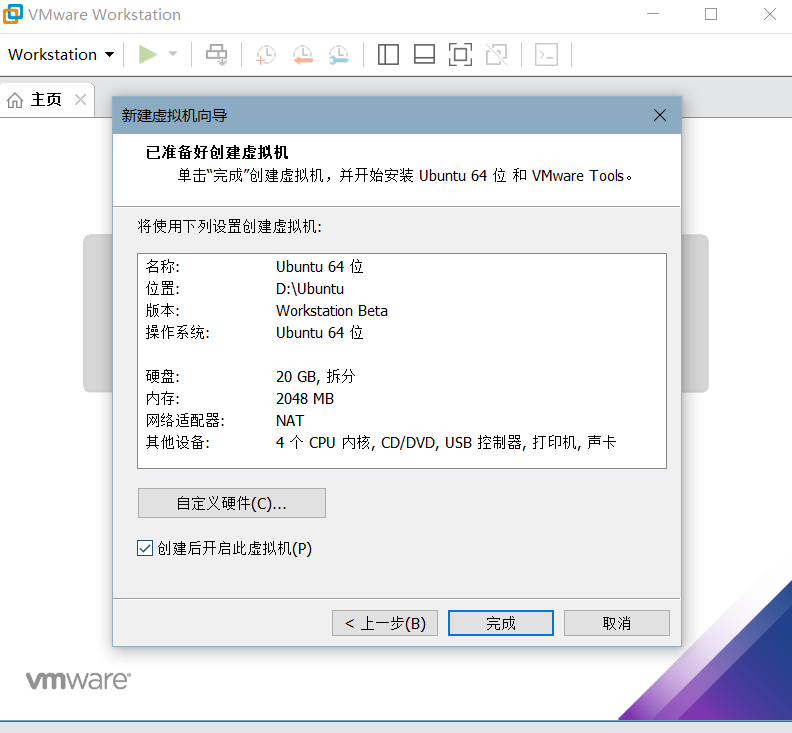 VMware Workstation
Workstation
主页
新建虚拟机向导
已准备好创建虚拟机
单击“完成”创建虚拟机，并开始安装 Ubuntu 64 位 和 VMware Tools。
将使用下列设置创建虚拟机:
名称: Ubuntu 64 位
位置: D:\Ubuntu
版本: Workstation Beta
操作系统: Ubuntu 64 位
硬盘: 20 GB, 拆分
内存: 2048 MB
网络适配器: NAT
其他设备: 4 个 CPU 内核, CD/DVD, USB 控制器, 打印机, 声卡
自定义硬件(C)...
创建后开启此虚拟机(P)
< 上一步(B)
完成
取消
vmware®